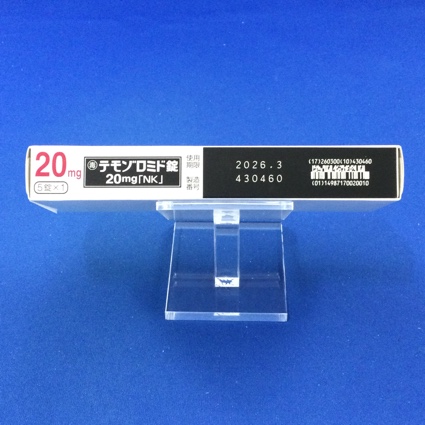 20mg
5錠×1
毒 テモゾロミド錠
20mg「NK」
使用
期限
2026.3
製造
番号
430460
(17)260300(10)430460
(01)14987170020010